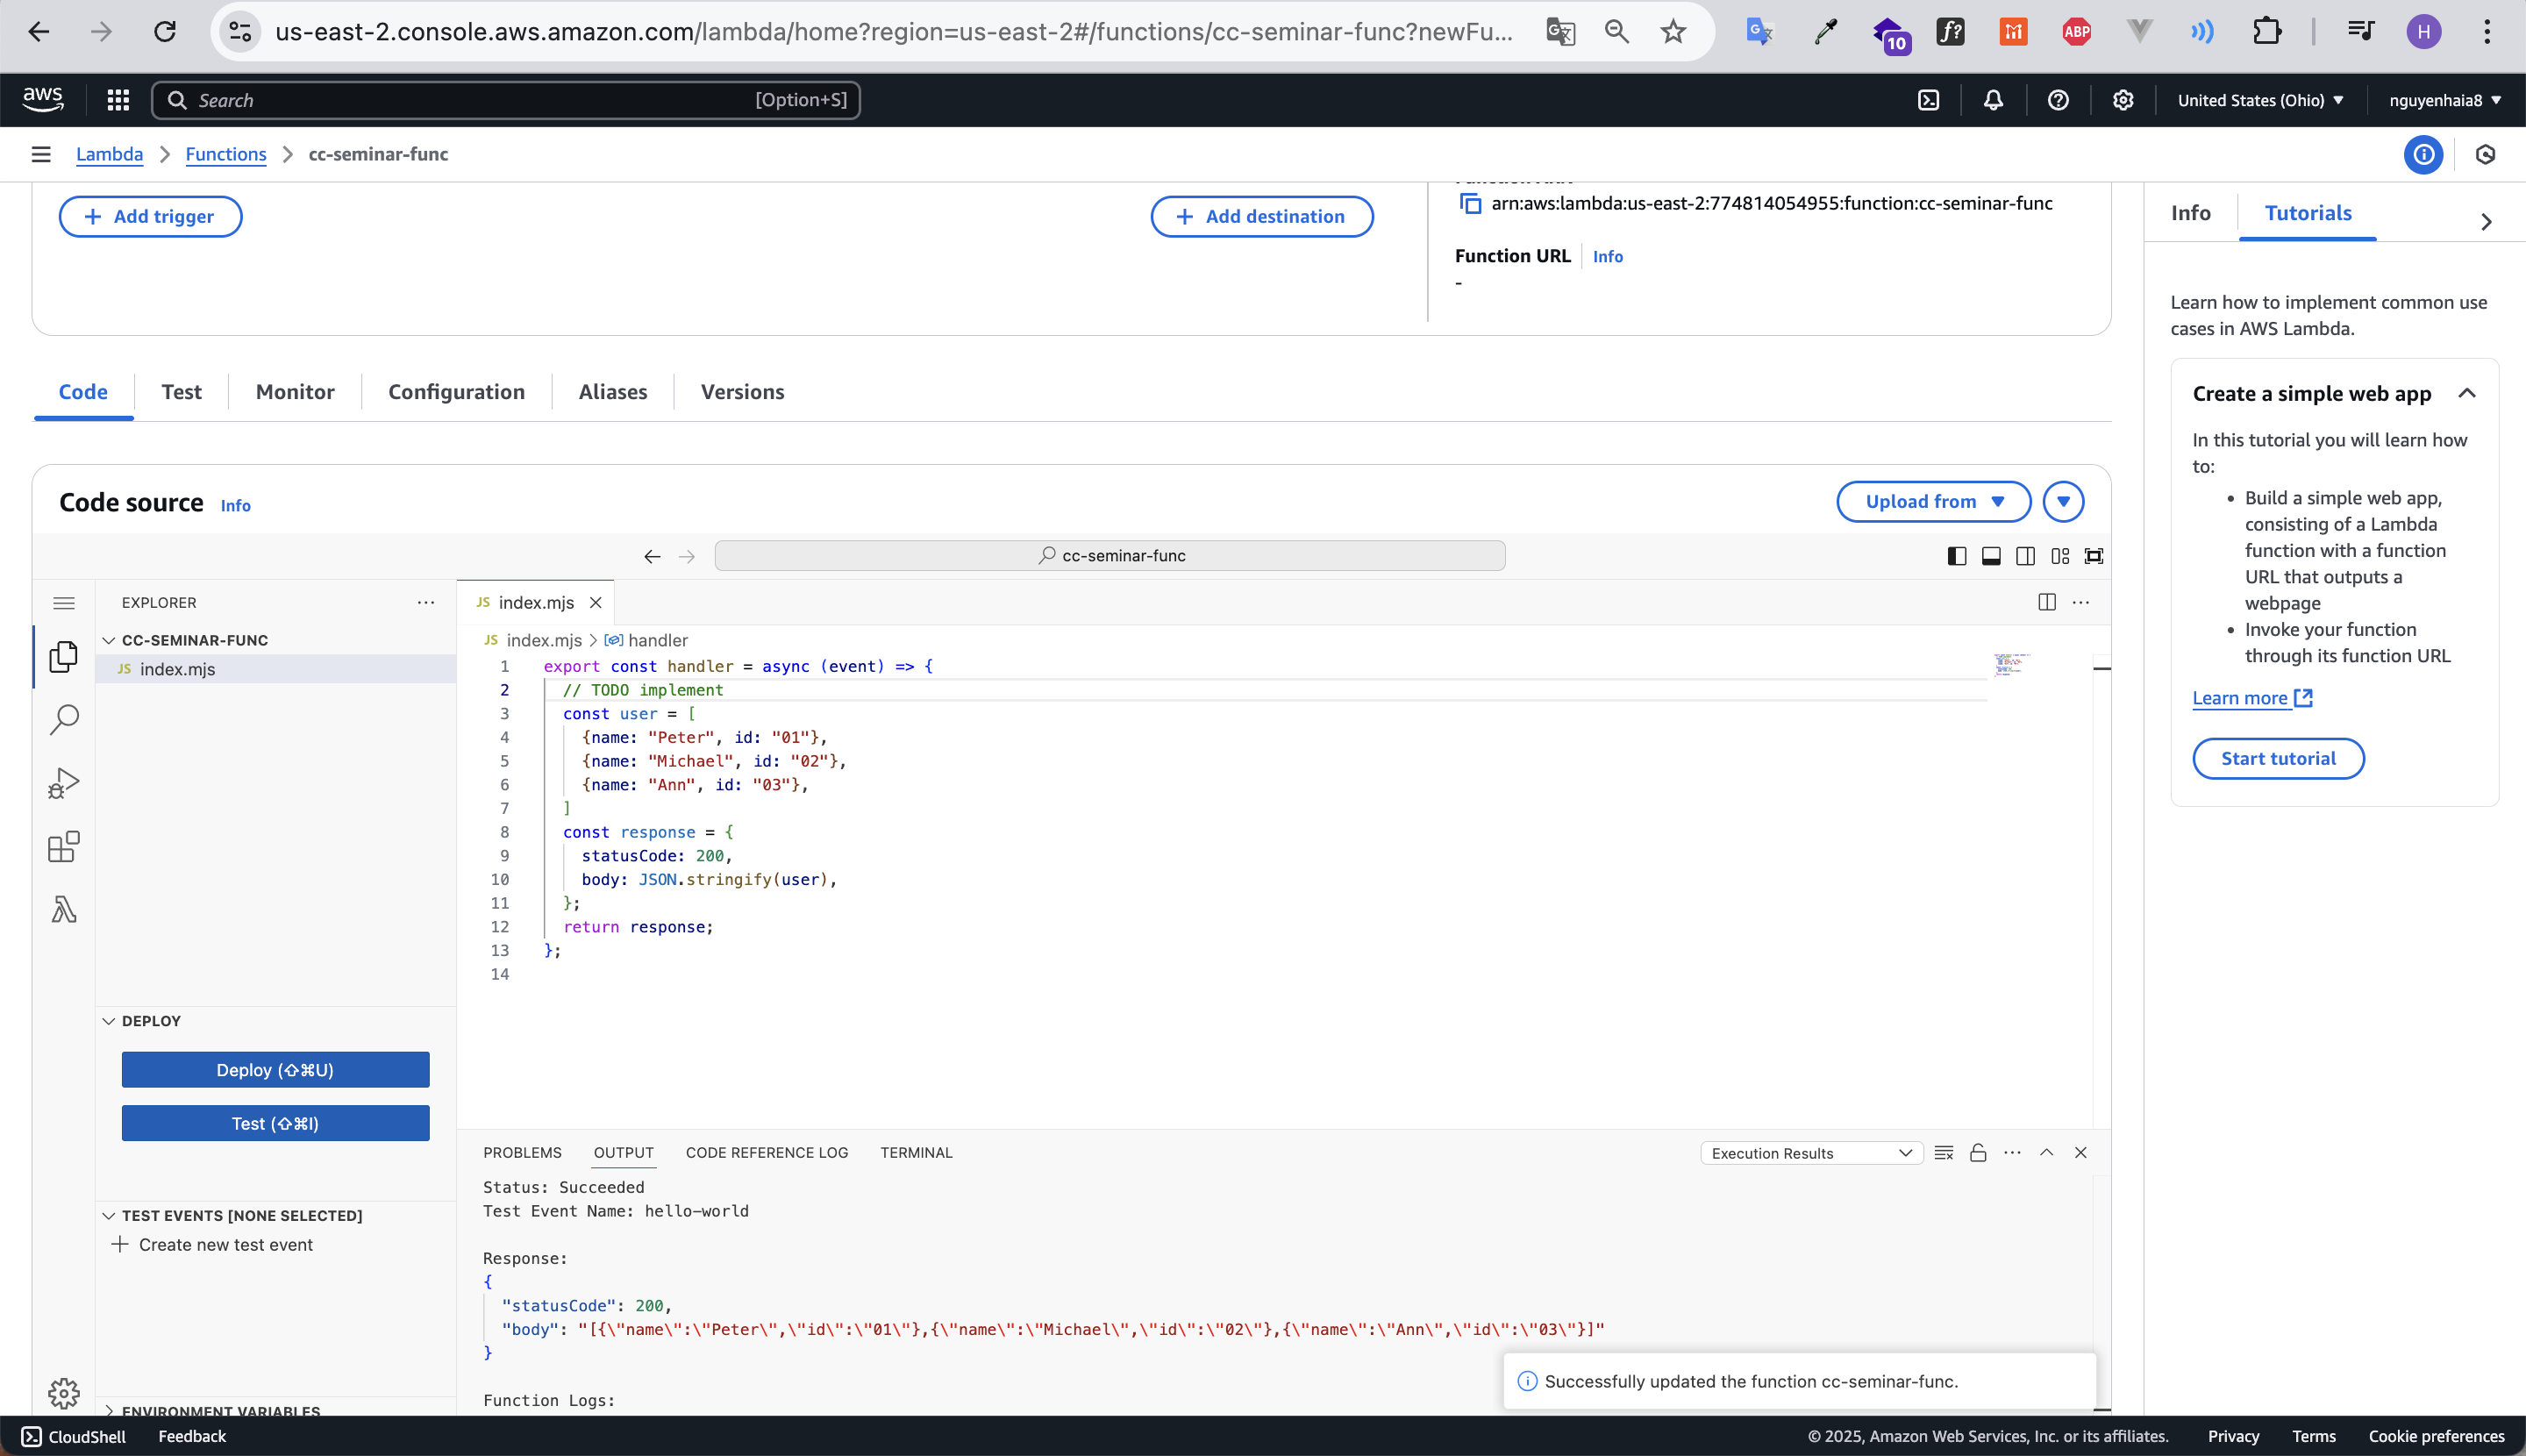 us-east-2.console.aws.amazon.com/lambda/home?region=us-east-2#/functions/cc-seminar-func?newFu...
10
f?
ABP
H
aws
Search
[Option+S]
United States (Ohio)
nguyenhaia8
Lambda
Functions
cc-seminar-func
Add trigger
Add destination
arn:aws:lambda:us-east-2:774814054955:function:cc-seminar-func
Function URL
Info
-
Code
Test
Monitor
Configuration
Aliases
Versions
Code source
Info
Upload from
cc-seminar-func
EXPLORER
CC-SEMINAR-FUNC
JS index.mjs
DEPLOY
Deploy (⇧⌘U)
Test (⇧⌘I)
TEST EVENTS [NONE SELECTED]
Create new test event
ENVIRONMENT VARIABLES
JS index.mjs
JS index.mjs > handler
1 export const handler = async (event) => {
2 // TODO implement
3 const user = [
4 {name: "Peter", id: "01"},
5 {name: "Michael", id: "02"},
6 {name: "Ann", id: "03"},
7 ]
8 const response = {
9 statusCode: 200,
10 body: JSON.stringify(user),
11 };
12 return response;
13 };
14
PROBLEMS
OUTPUT
CODE REFERENCE LOG
TERMINAL
Execution Results
Status: Succeeded
Test Event Name: hello-world
Response:
{
"statusCode": 200,
"body": "[{\"name\":\"Peter\",\"id\":\"01\"},{\"name\":\"Michael\",\"id\":\"02\"},{\"name\":\"Ann\",\"id\":\"03\"}]"
}
Function Logs:
Successfully updated the function cc-seminar-func.
Info
Tutorials
Learn how to implement common use
cases in AWS Lambda.
Create a simple web app
In this tutorial you will learn how
to:
• Build a simple web app,
consisting of a Lambda
function with a function
URL that outputs a
webpage
• Invoke your function
through its function URL
Learn more
Start tutorial
CloudShell
Feedback
© 2025, Amazon Web Services, Inc. or its affiliates.
Privacy
Terms
Cookie preferences